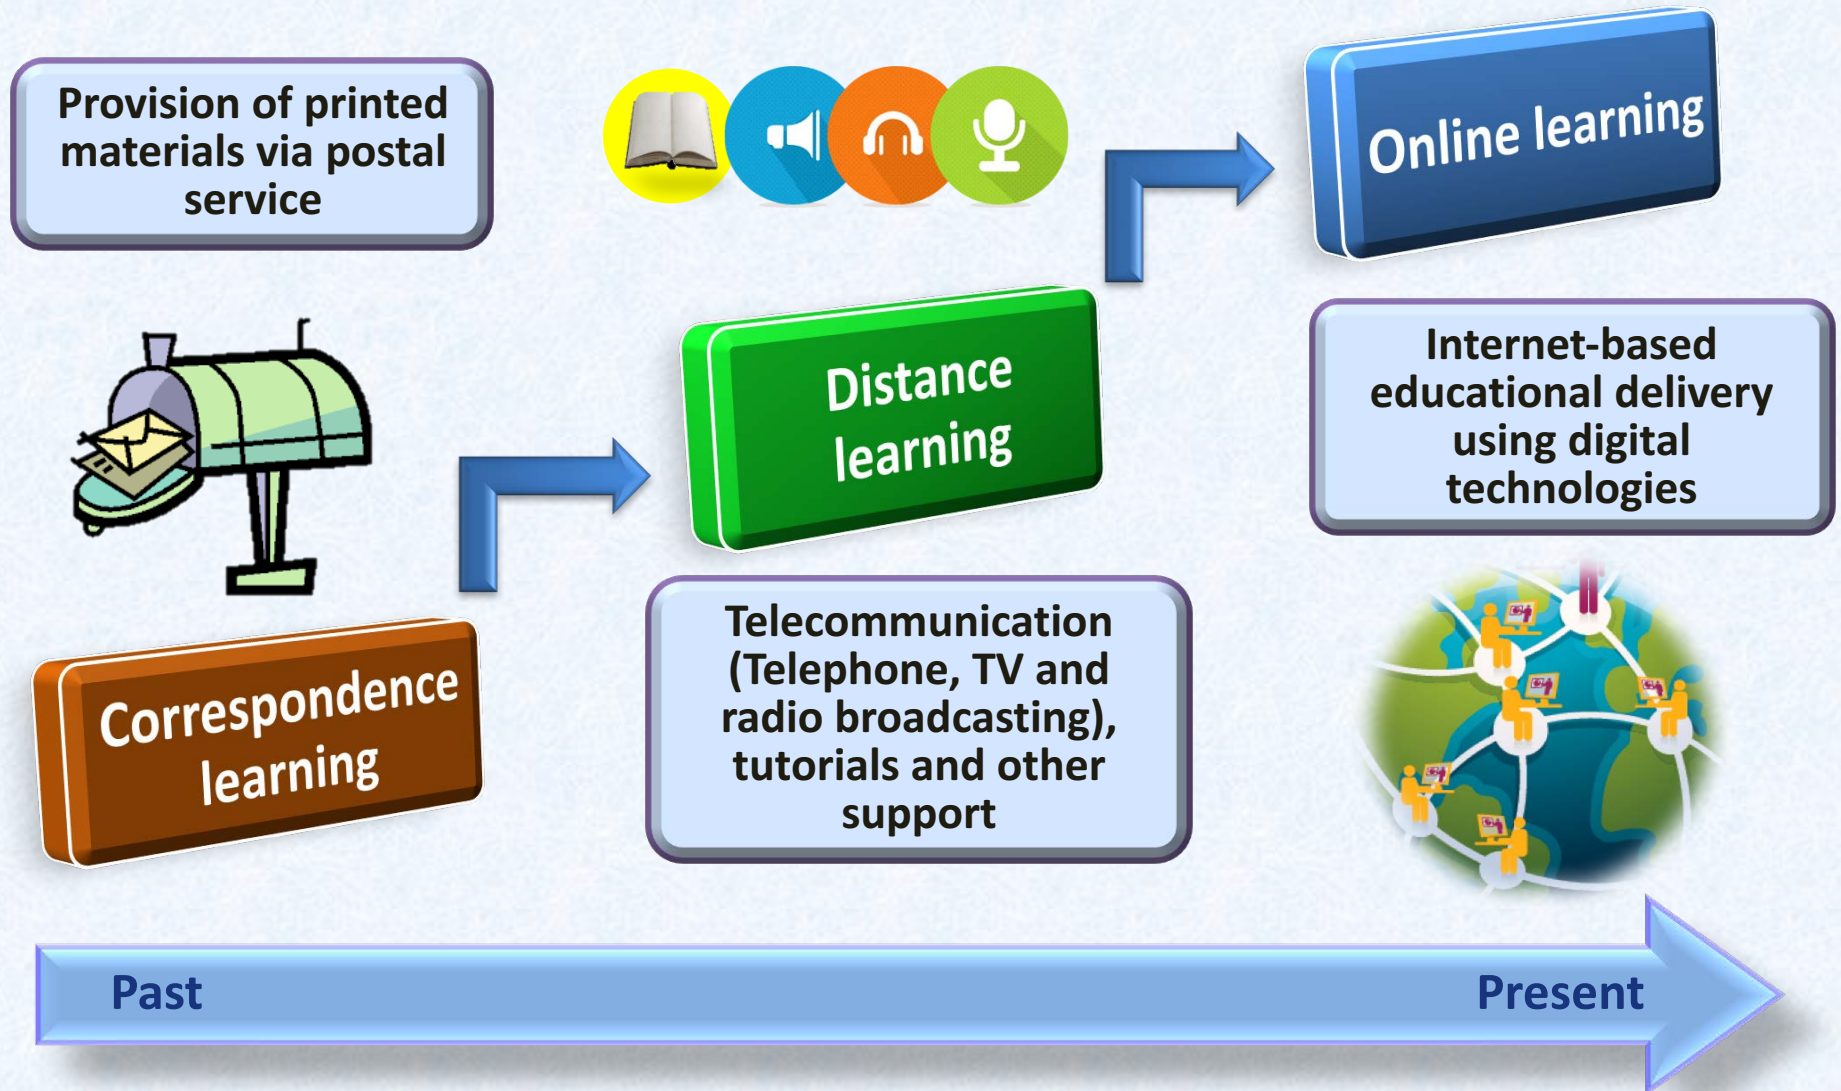 Provision of printed
materials via postal
service
Correspondence
learning
Distance
learning
Telecommunication
(Telephone, TV and
radio broadcasting),
tutorials and other
support
Online learning
Internet-based
educational delivery
using digital
technologies
Past
Present